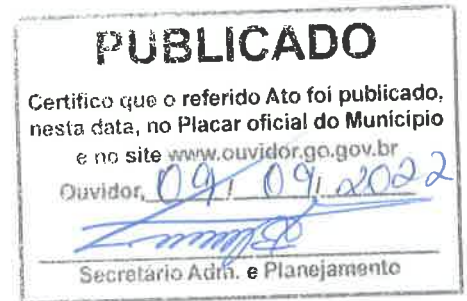 PUBLICADO
Certifico que o referido Ato foi publicado,
nesta data, no Placar oficial do Município
e no site www.ouvidor.go.gov.br
Ouvidor, 09 / 09 / 2022
Secretário Adm. e Planejamento